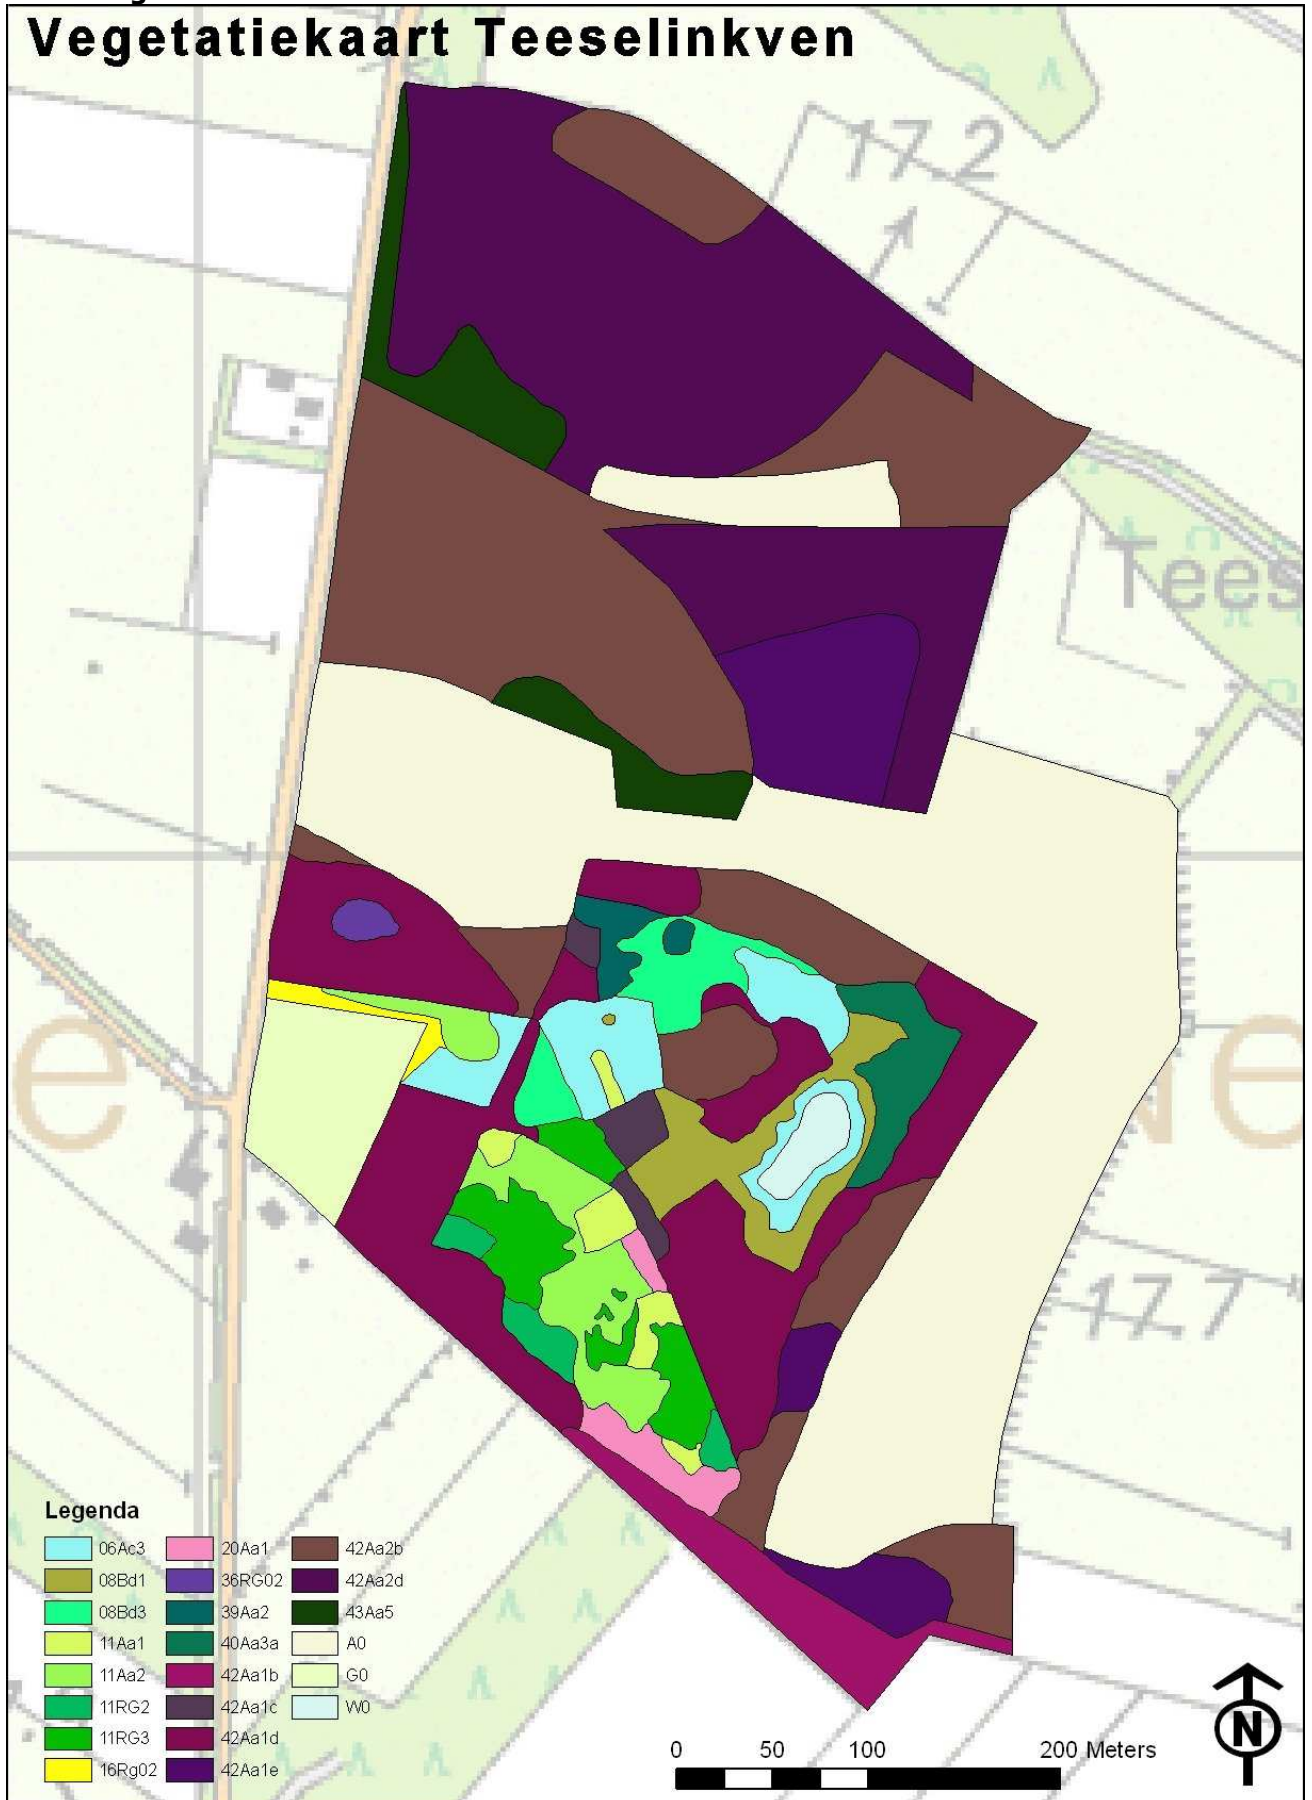 Vegetatiekaart Teeselinkven
17.2
Tees
e
e
17.7
Legenda
06Ac3
08Bd1
08Bd3
11Aa1
11Aa2
11RG2
11RG3
16Rg02
20Aa1
36RG02
39Aa2
40Aa3a
42Aa1b
42Aa1c
42Aa1d
42Aa1e
42Aa2b
42Aa2d
43Aa5
A0
G0
W0
0 50 100 200 Meters
N